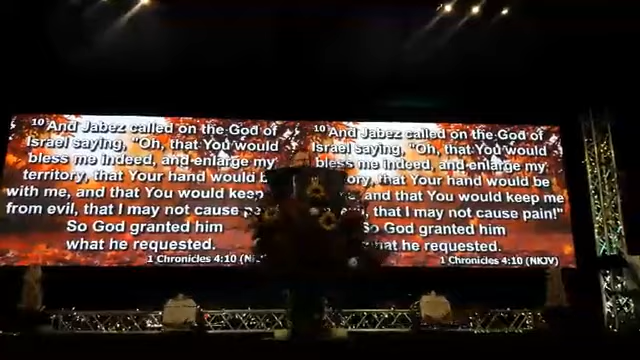 10 And Jabez called on the God of
Israel saying, "Oh, that You would
bless me indeed, and enlarge my
territory, that Your hand would be
with me, and that You would keep
from evil, that I may not cause
So God granted him
what he requested.
1 Chronicles 4:10
10 And Jabez called on the God of
Israel saying, "Oh, that You would
bless me indeed, and enlarge my
that Your hand would be
and that You would keep me
evil, that I may not cause pain!"
So God granted him
what he requested.
1 Chronicles 4:10 (NKJV)